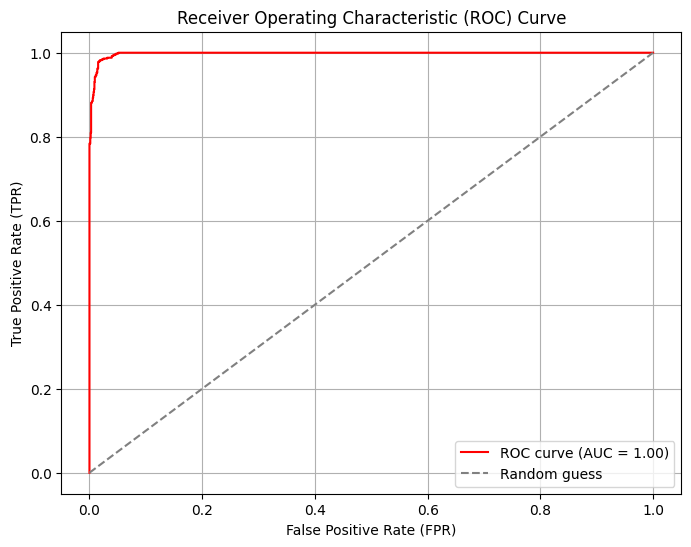 Receiver Operating Characteristic (ROC) Curve
True Positive Rate (TPR)
1.0
0.8
0.6
0.4
0.2
0.0
ROC curve (AUC = 1.00)
Random guess
0.0 0.2 0.4 0.6 0.8 1.0
False Positive Rate (FPR)